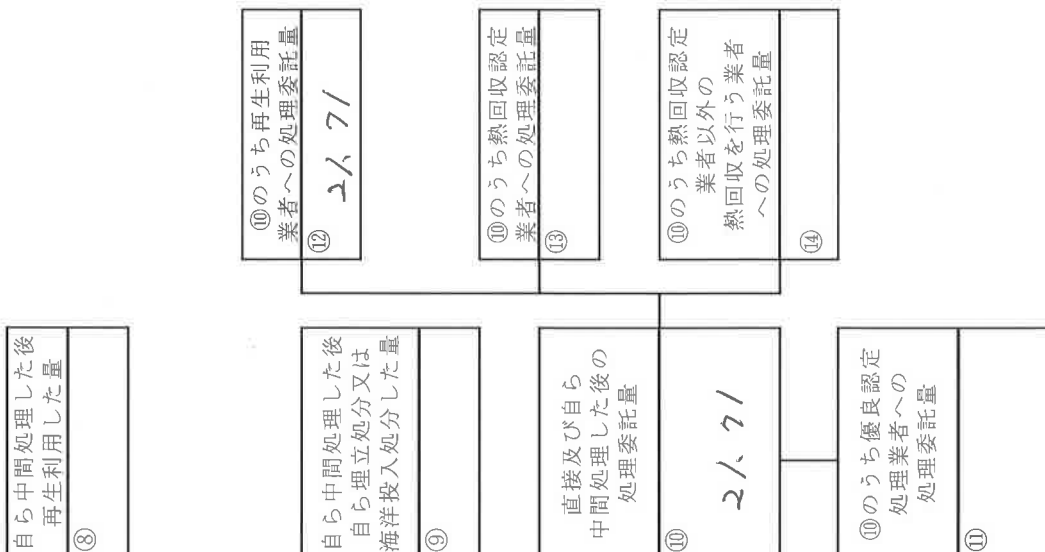 自ら中間処理した後
再生利用した量
⑧
自ら中間処理した後
自ら埋立処分又は
海洋投入処分した量
⑨
直接及び自ら
中間処理した後の
処理委託量
⑩
21.71
⑩のうち優良認定
処理業者への
処理委託量
⑪
⑩のうち再生利用
業者への処理委託量
⑫
21.71
⑩のうち熱回収認定
業者への処理委託量
⑬
⑩のうち熱回収認定
業者以外の
熱回収を行う業者
への処理委託量
⑭